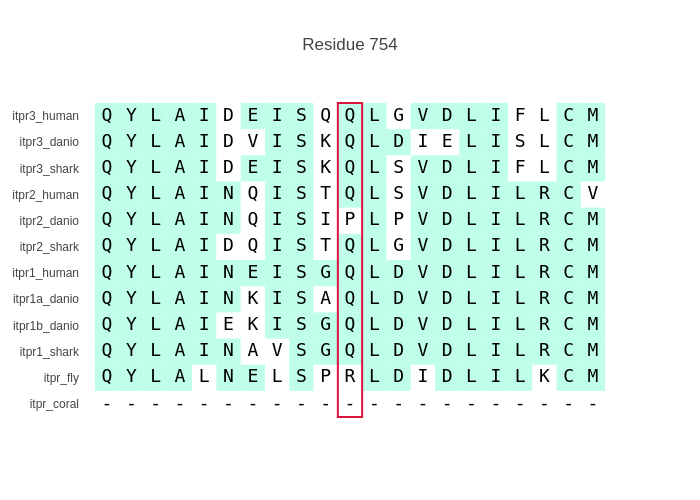 Residue 754
itpr3_human Q Y L A I D E I S Q Q L G V D L I F L C M
itpr3_danio Q Y L A I D V I S K Q L D I E L I S L C M
itpr3_shark Q Y L A I D E I S K Q L S V D L I F L C M
itpr2_human Q Y L A I N Q I S T Q L S V D L I L R C V
itpr2_danio Q Y L A I N Q I S I P L P V D L I L R C M
itpr2_shark Q Y L A I D Q I S T Q L G V D L I L R C M
itpr1_human Q Y L A I N E I S G Q L D V D L I L R C M
itpr1a_danio Q Y L A I N K I S A Q L D V D L I L R C M
itpr1b_danio Q Y L A I E K I S G Q L D V D L I L R C M
itpr1_shark Q Y L A I N A V S G Q L D V D L I L R C M
itpr_fly Q Y L A L N E L S P R L D I D L I L K C M
itpr_coral - - - - - - - - - - - - - - - - - - - - -